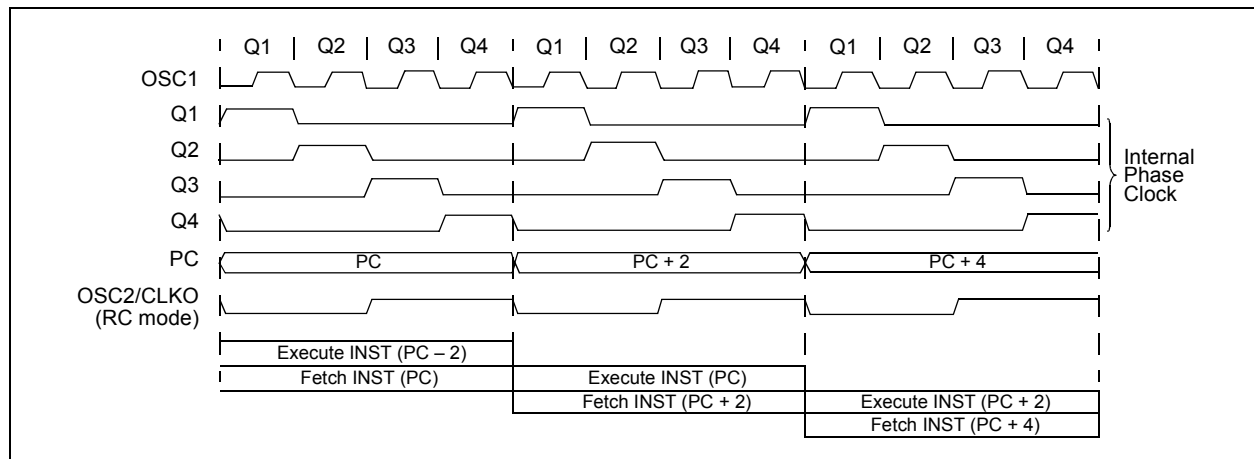 Q1 Q2 Q3 Q4 Q1 Q2 Q3 Q4 Q1 Q2 Q3 Q4
OSC1
Q1
Q2
Q3
Q4
Internal
Phase
Clock
PC PC PC + 2 PC + 4
OSC2/CLKO
(RC mode)
Execute INST (PC – 2)
Fetch INST (PC) Execute INST (PC)
Fetch INST (PC + 2) Execute INST (PC + 2)
Fetch INST (PC + 4)